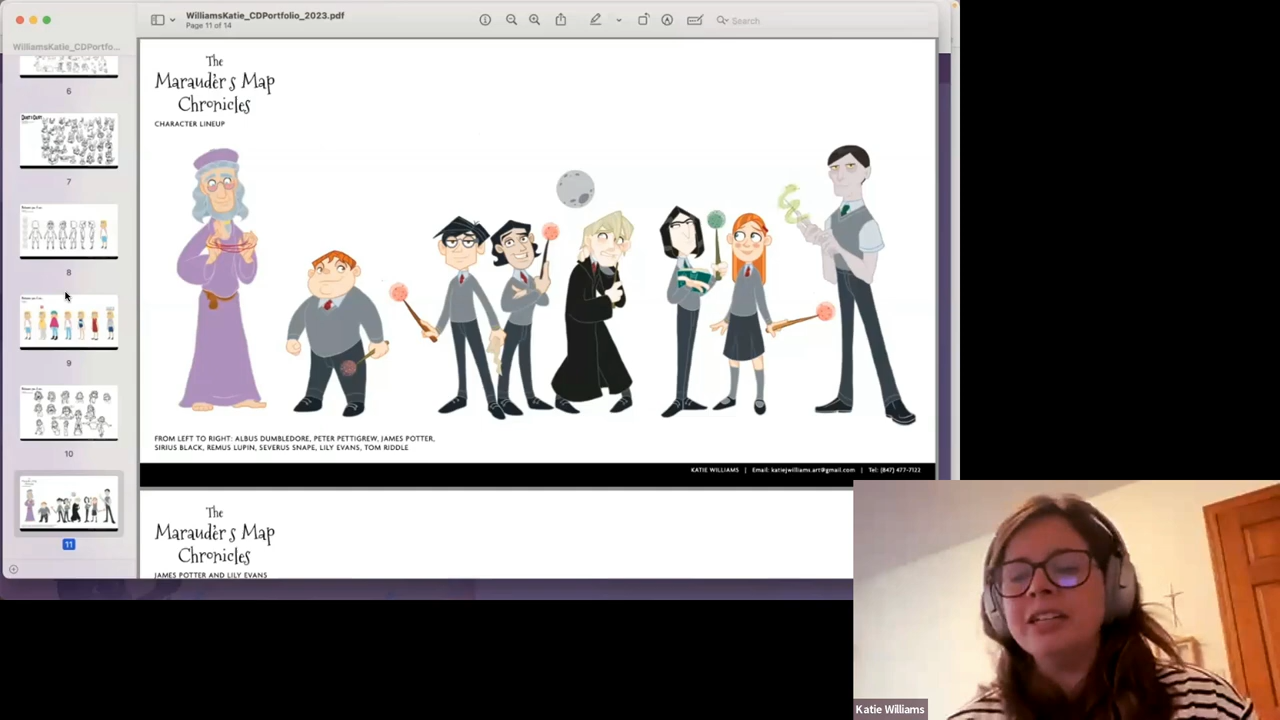 WilliamsKatie_CDPortfolio_2023.pdf
Page 11 of 14
Search
WilliamsKatie_CDPortfo...
6
7
8
9
10
11
The
Marauder's Map
Chronicles
CHARACTER LINEUP
FROM LEFT TO RIGHT: ALBUS DUMBLEDORE, PETER PETTIGREW, JAMES POTTER,
SIRIUS BLACK, REMUS LUPIN, SEVERUS SNAPE, LILY EVANS, TOM RIDDLE
KATIE WILLIAMS | Email: katiejwilliams.art@gmail.com | Tel: (847) 477-7122
The
Marauder's Map
Chronicles
JAMES POTTER AND LILY EVANS
Katie Williams